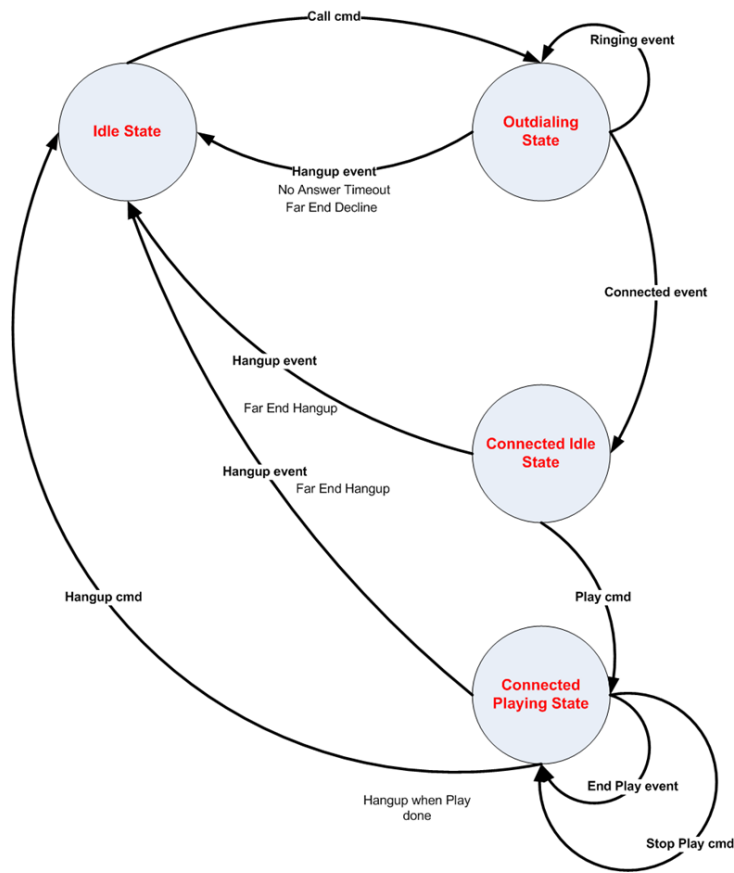 Call cmd
Ringing event
Idle State
Outdialing
State
Hangup event
No Answer Timeout
Far End Decline
Connected event
Hangup event
Far End Hangup
Connected Idle
State
Hangup event
Far End Hangup
Hangup cmd
Play cmd
Connected
Playing State
End Play event
Hangup when Play
done
Stop Play cmd